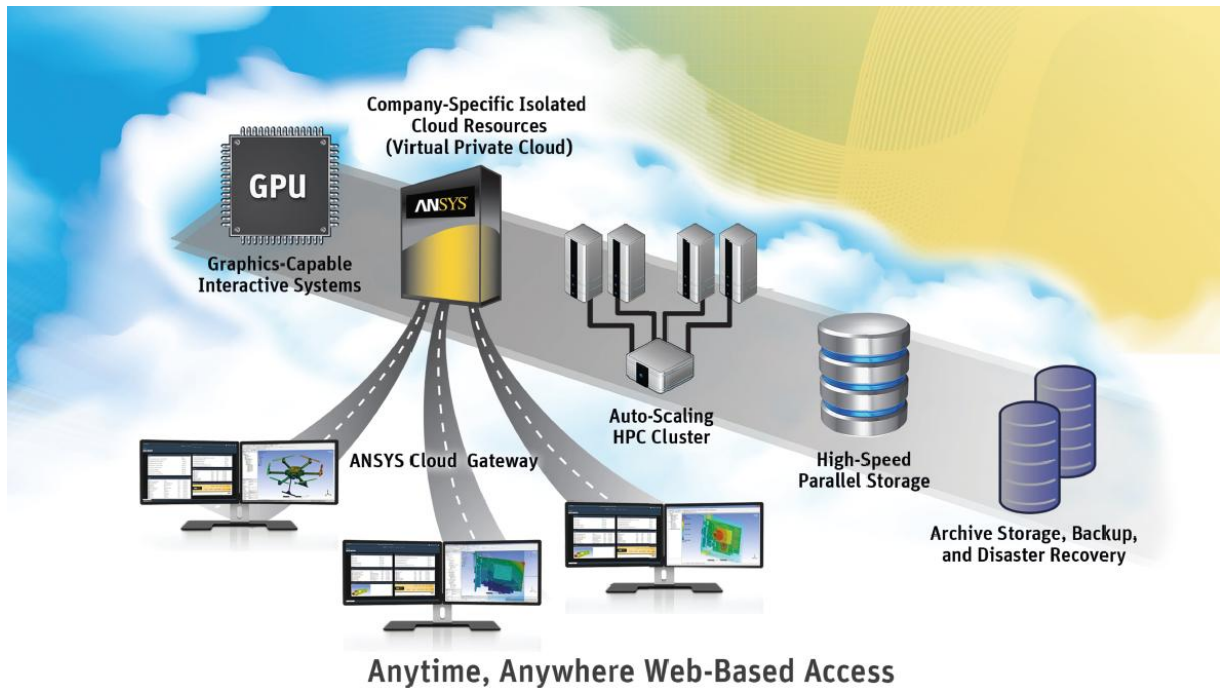 Company-Specific Isolated
Cloud Resources
(Virtual Private Cloud)
GPU
ANSYS
Graphics-Capable
Interactive Systems
Auto-Scaling
HPC Cluster
ANSYS Cloud Gateway
High-Speed
Parallel Storage
Archive Storage, Backup,
and Disaster Recovery
Anytime, Anywhere Web-Based Access